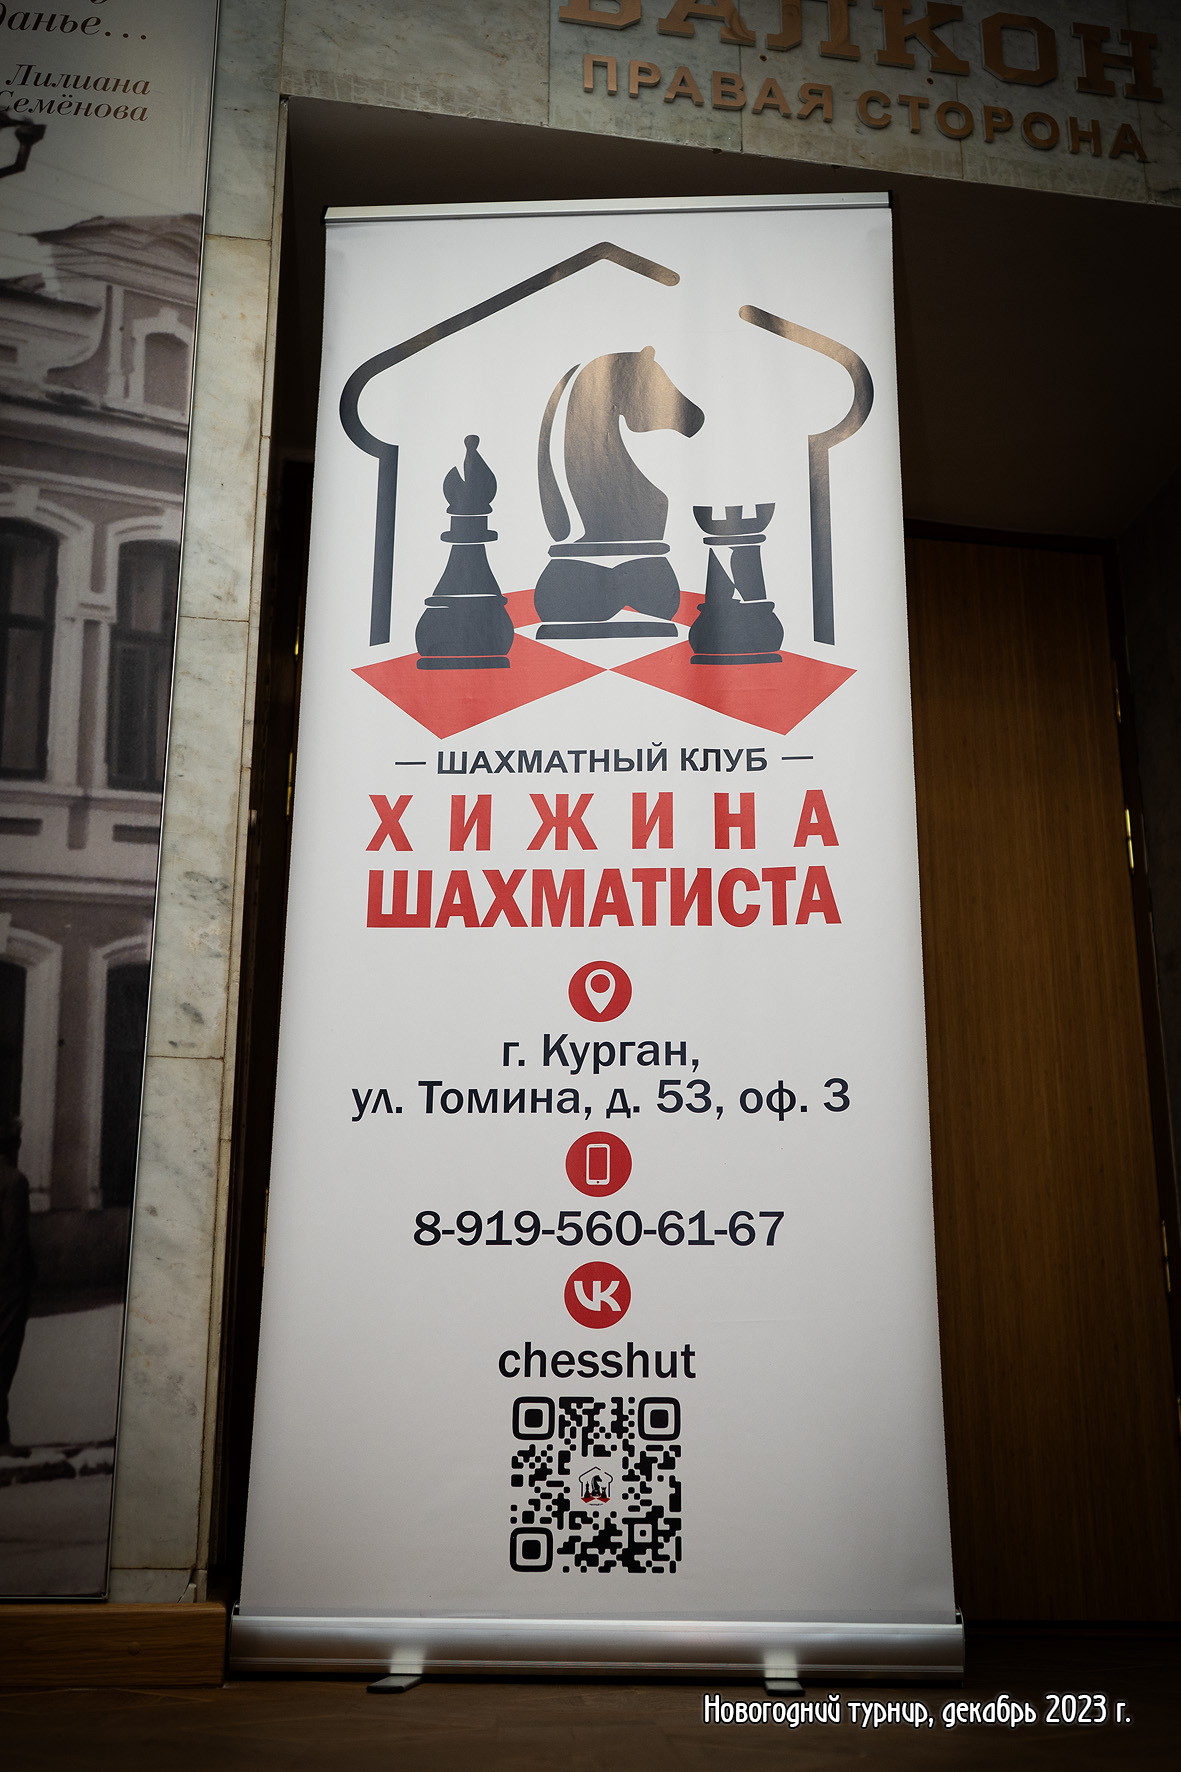 данье...
Лилиана
Семёнова
БАЛКОН
ПРАВАЯ СТОРОНА
— ШАХМАТНЫЙ КЛУБ —
ХИЖИНА
ШАХМАТИСТА
г. Курган,
ул. Томина, д. 53, оф. 3
8-919-560-61-67
chesshut
Новогодний турнир, декабрь 2023 г.